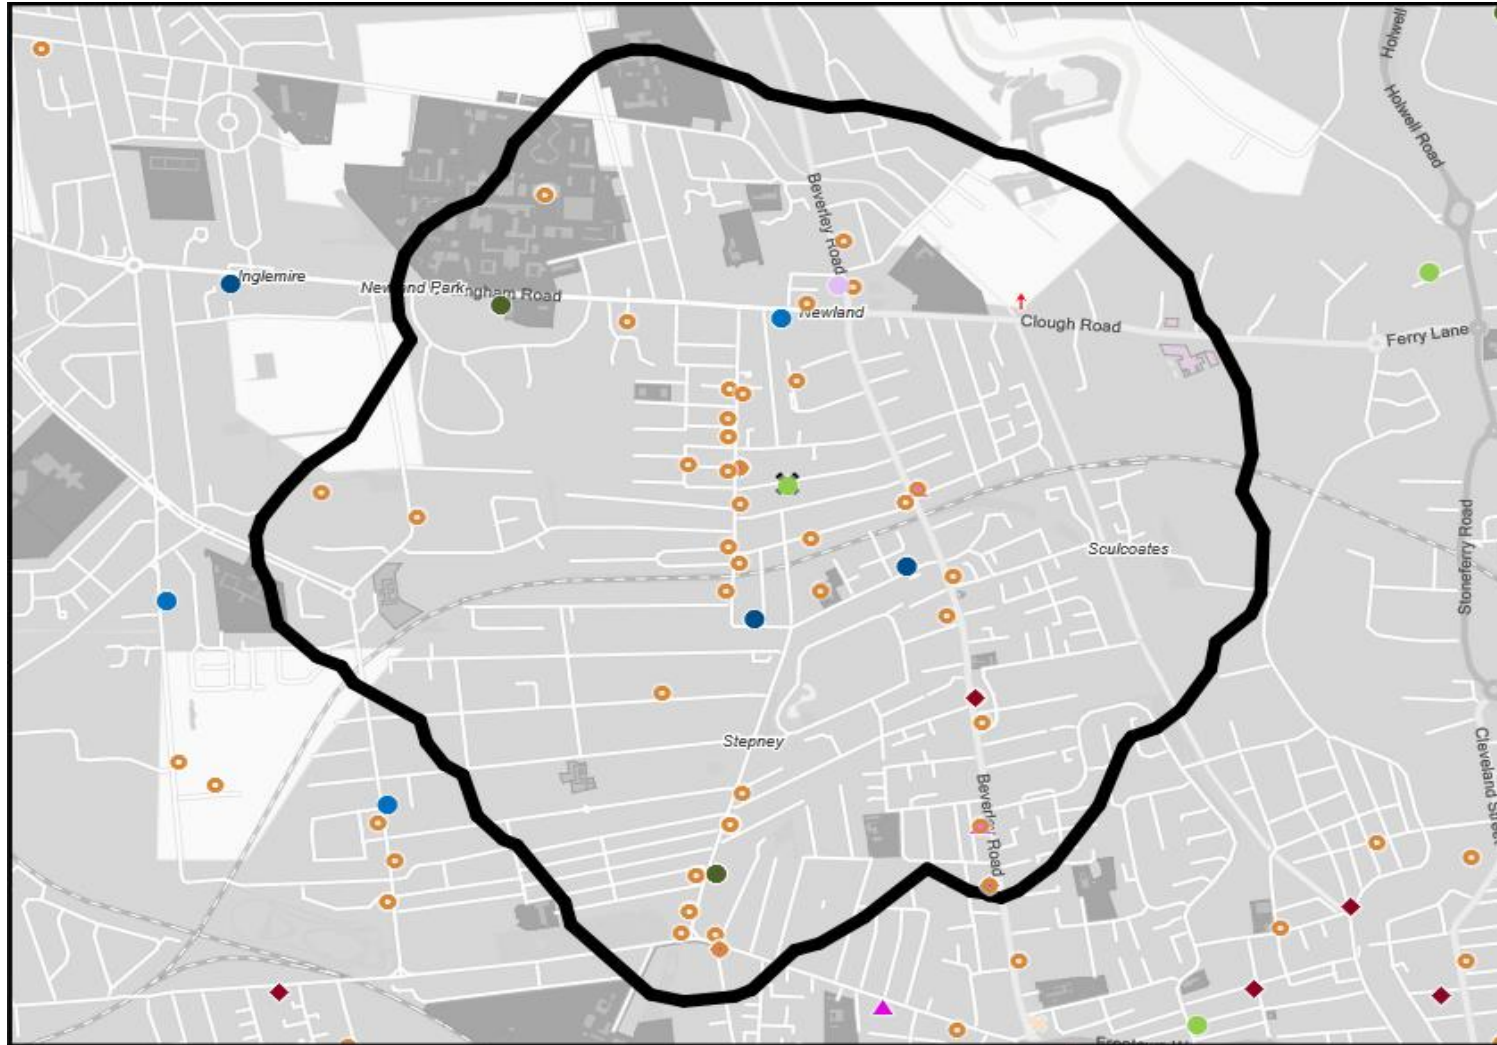 Holwell
Holwell Road
Beverley Road
Inglemire
Newland Park
ngham Road
Newland
Clough Road
Ferry Lane
Stoneferry Road
Sculcoates
Stepney
Cleveland Street
Beverley Road